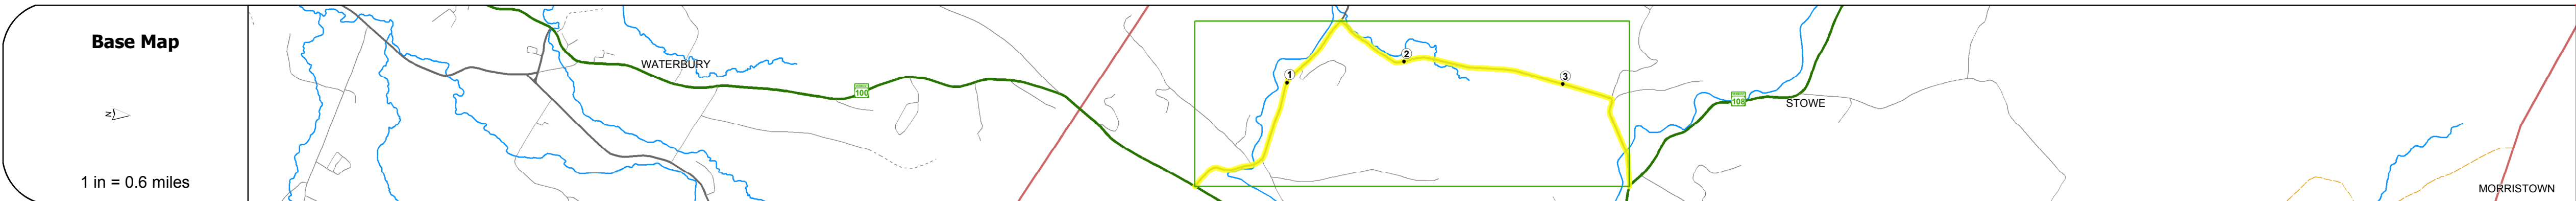 Base Map
N
1 in = 0.6 miles
WATERBURY
100
1
2
3
108
STOWE
MORRISTOWN